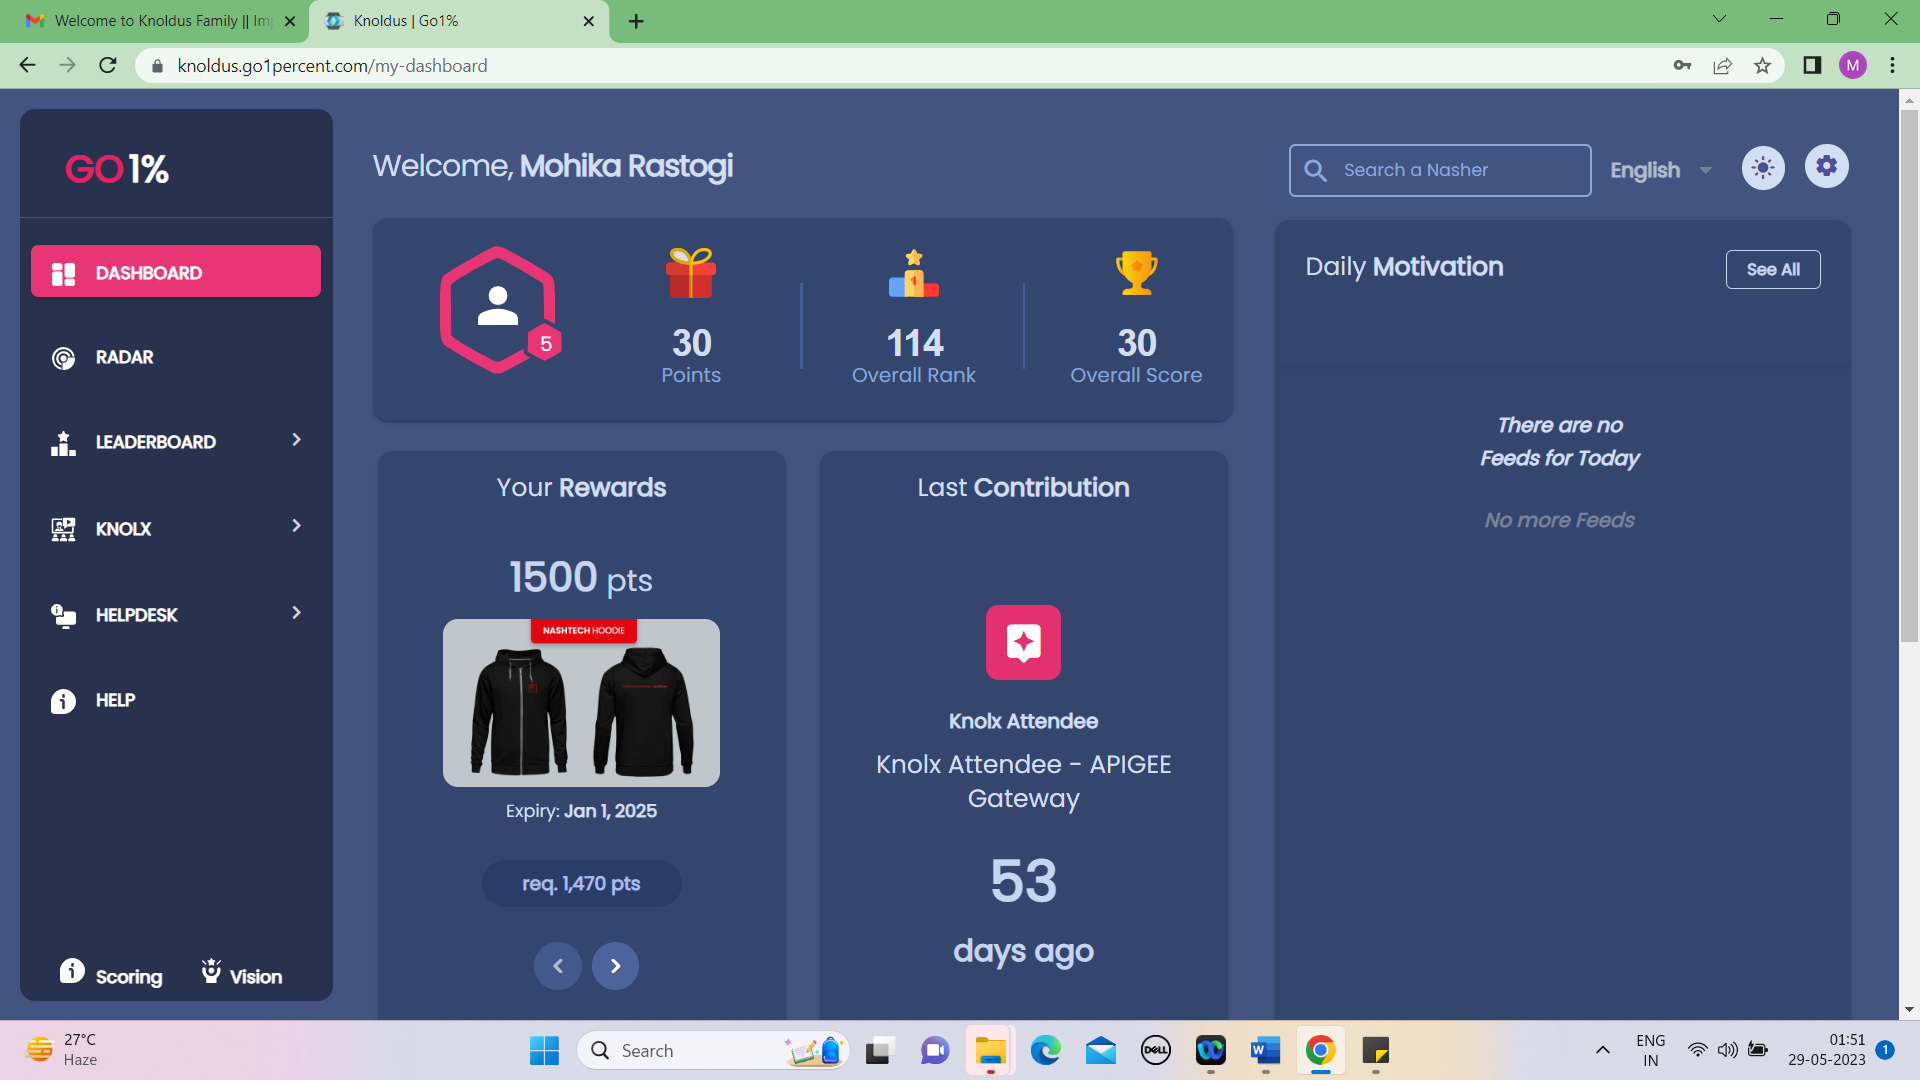 Welcome to Knoldus Family || Im
Knoldus | Go1%
knoldus.go1percent.com/my-dashboard
M
GO1%
DASHBOARD
RADAR
LEADERBOARD
KNOLX
HELPDESK
HELP
Scoring
Vision
Welcome, Mohika Rastogi
Search a Nasher
English
5
30
Points
1
114
Overall Rank
30
Overall Score
Your Rewards
1500 pts
NASHTECH HOODIE
Expiry: Jan 1, 2025
req. 1,470 pts
Last Contribution
Knolx Attendee
Knolx Attendee - APIGEE
Gateway
53
days ago
Daily Motivation
See All
There are no
Feeds for Today
No more Feeds
27°C
Haze
Search
DELL
W
ENG
IN
01:51
29-05-2023
1